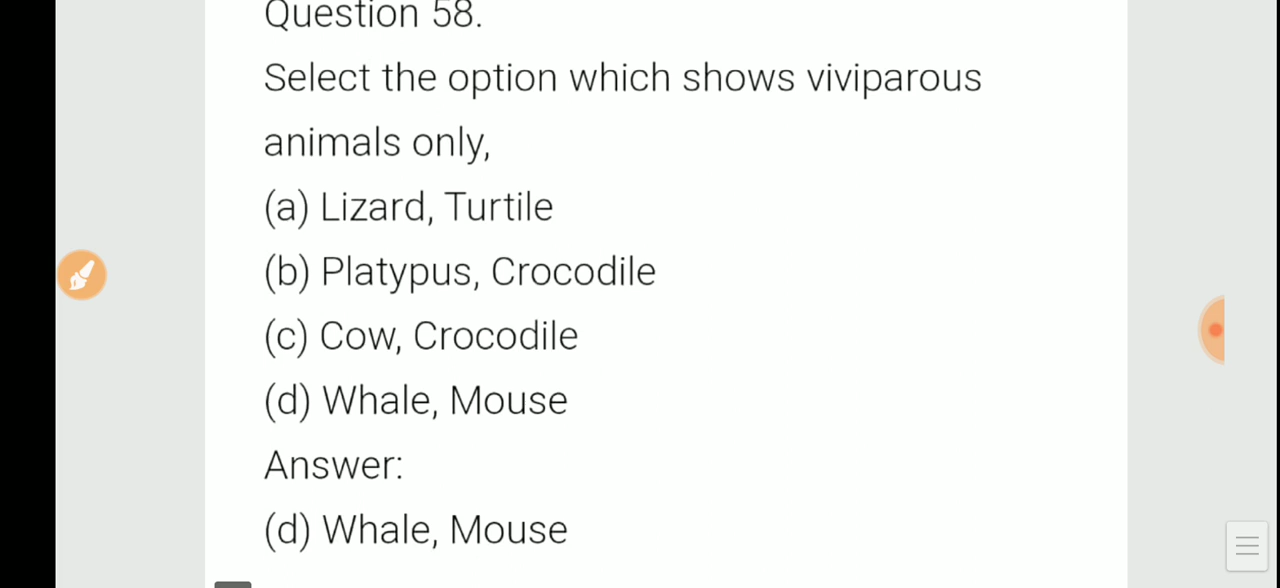 Question 58.
Select the option which shows viviparous
animals only,
(a) Lizard, Turtile
(b) Platypus, Crocodile
(c) Cow, Crocodile
(d) Whale, Mouse
Answer:
(d) Whale, Mouse